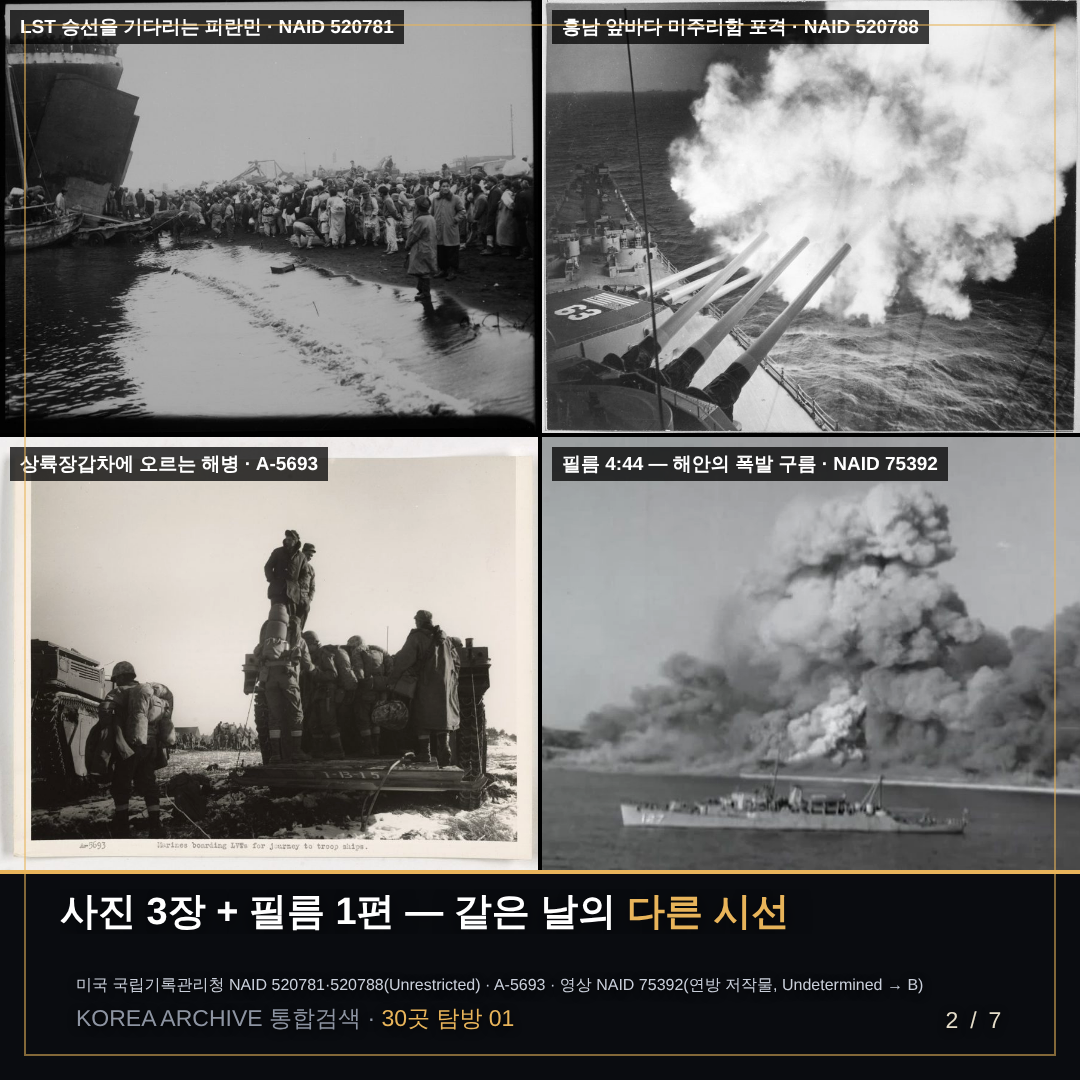 LST 승선을 기다리는 피란민 · NAID 520781
흥남 앞바다 미주리함 포격 · NAID 520788
63
상륙장갑차에 오르는 해병 · A-5693
1-B-15
A-5693
Marines boarding LVTs for journey to troop ships.
필름 4:44 — 해안의 폭발 구름 · NAID 75392
사진 3장 + 필름 1편 — 같은 날의 다른 시선
미국 국립기록관리청 NAID 520781·520788(Unrestricted) · A-5693 · 영상 NAID 75392(연방 저작물, Undetermined → B)
KOREA ARCHIVE 통합검색 · 30곳 탐방 01
2 / 7